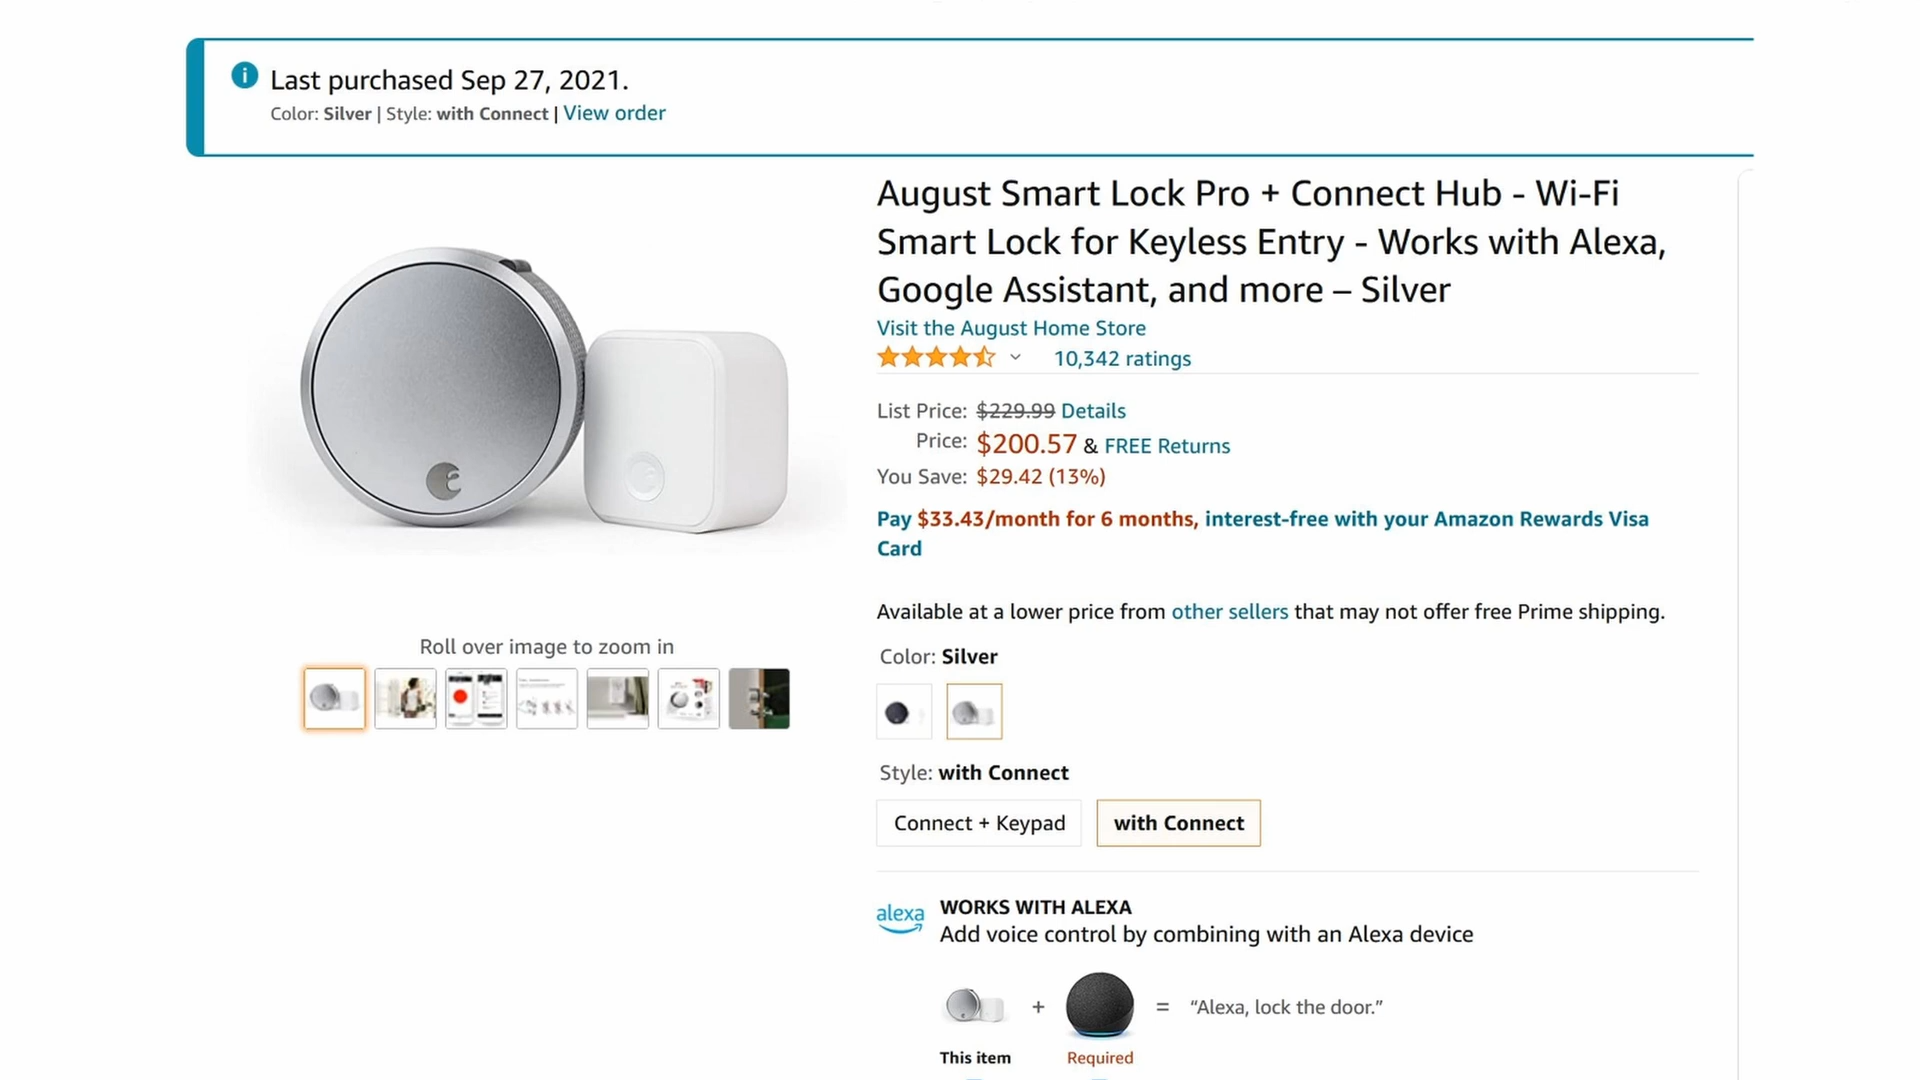 Last purchased Sep 27, 2021.
Color: Silver | Style: with Connect | View order
August Smart Lock Pro + Connect Hub - Wi-Fi
Smart Lock for Keyless Entry - Works with Alexa,
Google Assistant, and more – Silver
Visit the August Home Store
10,342 ratings
List Price: $229.99 Details
Price: $200.57 & FREE Returns
You Save: $29.42 (13%)
Pay $33.43/month for 6 months, interest-free with your Amazon Rewards Visa
Card
Available at a lower price from other sellers that may not offer free Prime shipping.
Roll over image to zoom in
Color: Silver
Style: with Connect
Connect + Keypad
with Connect
alexa
WORKS WITH ALEXA
Add voice control by combining with an Alexa device
+ = “Alexa, lock the door.”
This item
Required